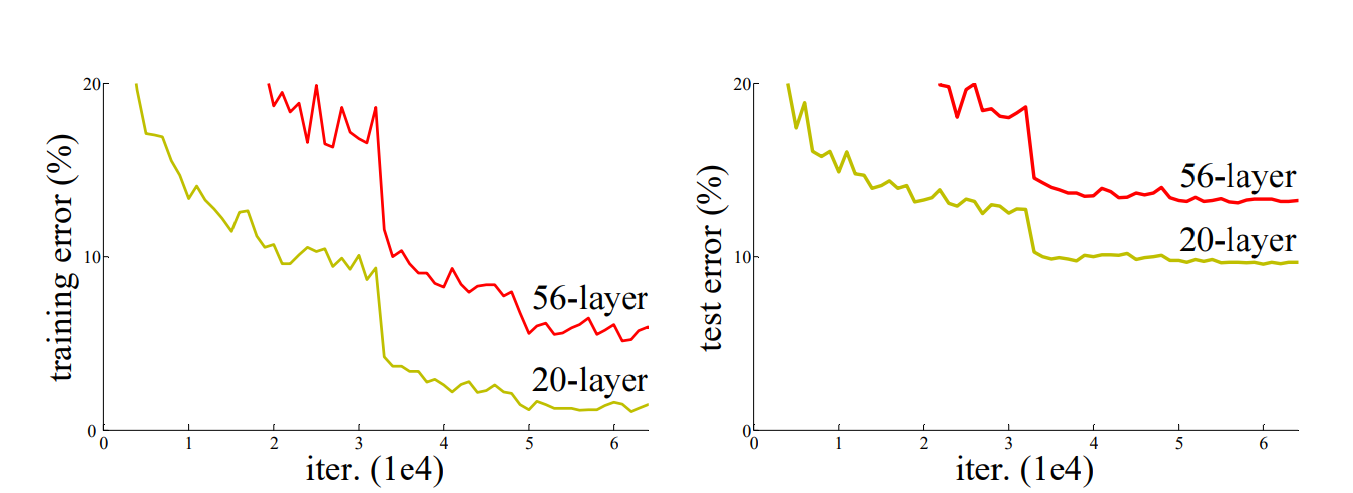 20
10
0
training error (%)
56-layer
20-layer
0 1 2 3 4 5 6
iter. (1e4)
20
10
0
test error (%)
56-layer
20-layer
0 1 2 3 4 5 6
iter. (1e4)